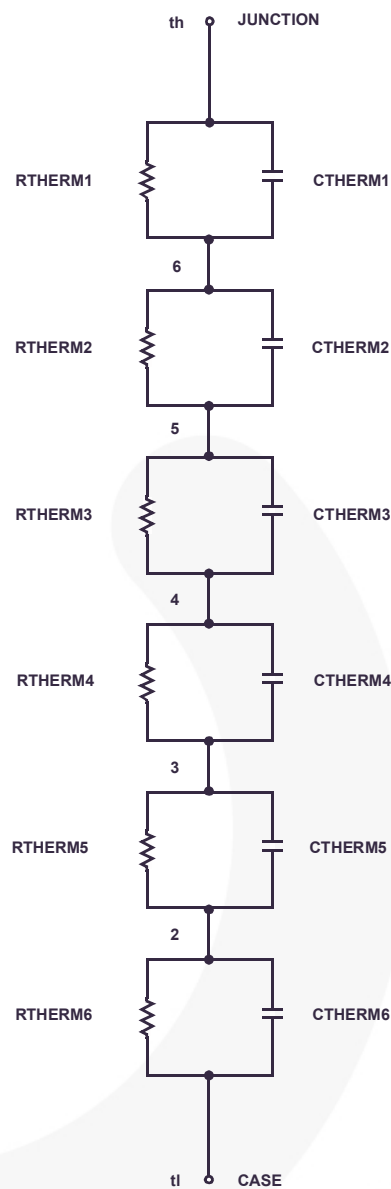 th JUNCTION
RTHERM1 CTHERM1
6
RTHERM2 CTHERM2
5
RTHERM3 CTHERM3
4
RTHERM4 CTHERM4
3
RTHERM5 CTHERM5
2
RTHERM6 CTHERM6
tl CASE